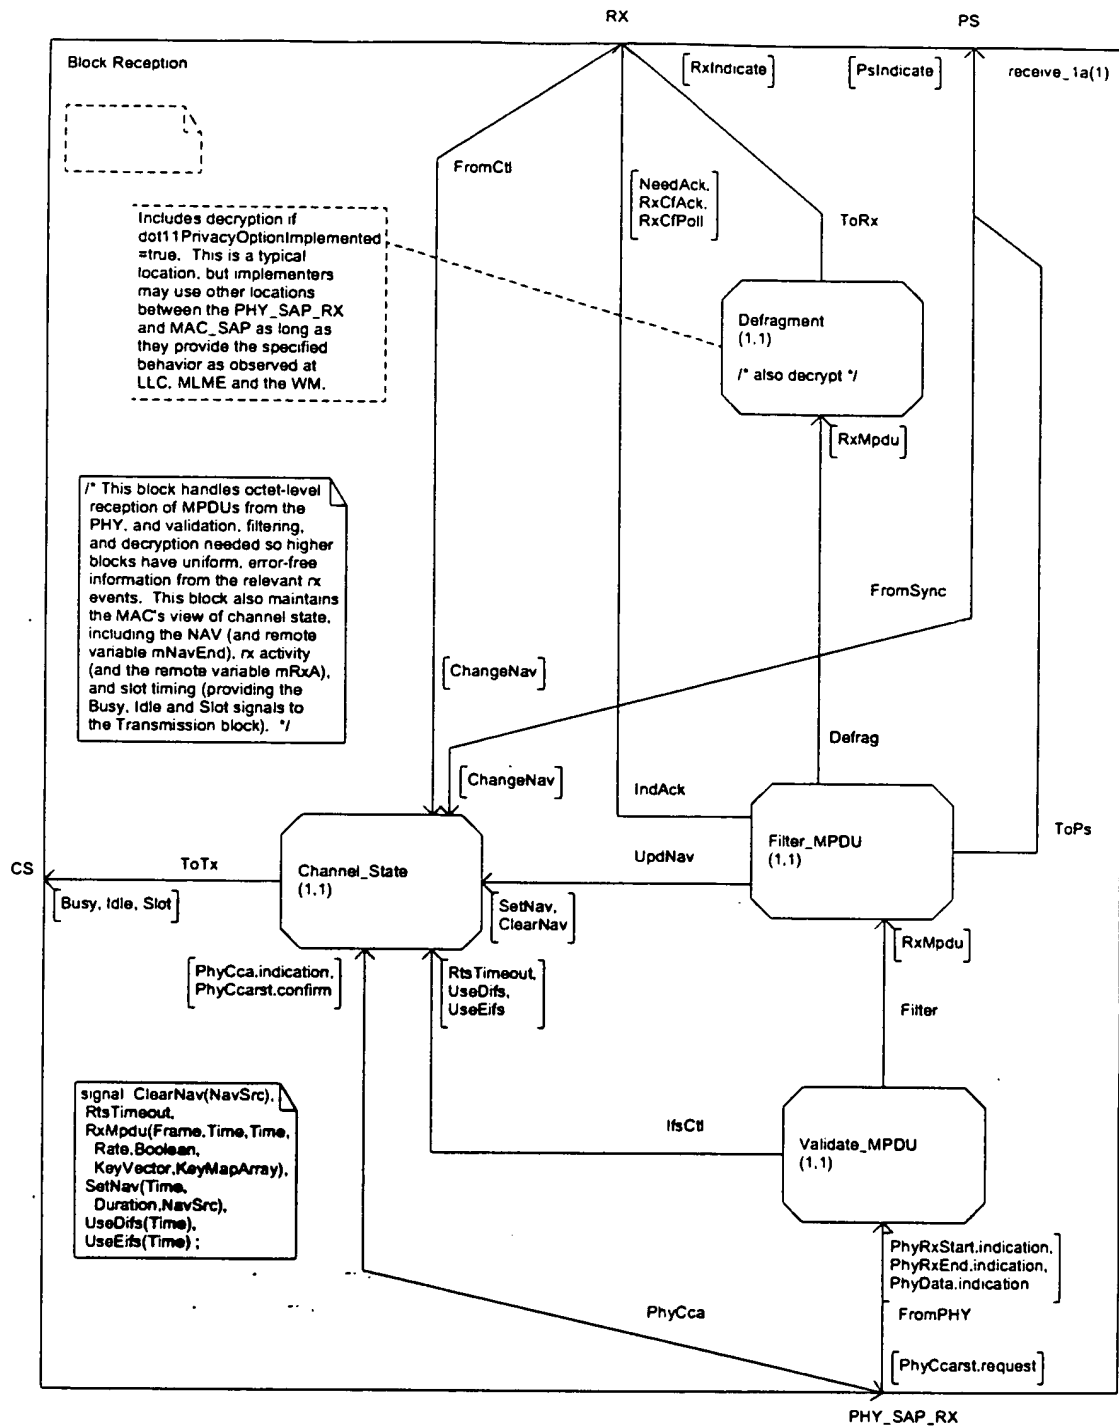 RX
PS
Block Reception
[RxIndicate]
[PsIndicate]
receive_1a(1)
FromCtl
[NeedAck,
RxCfAck,
RxCfPoll]
ToRx
Includes decryption if
dot11PrivacyOptionImplemented
=true. This is a typical
location, but implementers
may use other locations
between the PHY_SAP_RX
and MAC_SAP as long as
they provide the specified
behavior as observed at
LLC, MLME and the WM.
Defragment
(1,1)
/* also decrypt */
[RxMpdu]
/* This block handles octet-level
reception of MPDUs from the
PHY, and validation, filtering,
and decryption needed so higher
blocks have uniform, error-free
information from the relevant rx
events. This block also maintains
the MAC's view of channel state,
including the NAV (and remote
variable mNavEnd), rx activity
(and the remote variable mRxA),
and slot timing (providing the
Busy, Idle and Slot signals to
the Transmission block). */
FromSync
[ChangeNav]
Defrag
[ChangeNav]
IndAck
ToPs
Filter_MPDU
(1,1)
UpdNav
CS
ToTx
Channel_State
(1,1)
[Busy, Idle, Slot]
[SetNav,
ClearNav]
[RxMpdu]
[PhyCca.indication,
PhyCcarst.confirm]
[RtsTimeout,
UseDifs,
UseEifs]
Filter
signal ClearNav(NavSrc),
RtsTimeout,
RxMpdu(Frame,Time,Time,
Rate,Boolean,
KeyVector,KeyMapArray),
SetNav(Time,
Duration,NavSrc),
UseDifs(Time),
UseEifs(Time) ;
IfsCtl
Validate_MPDU
(1,1)
[PhyRxStart.indication,
PhyRxEnd.indication,
PhyData.indication]
PhyCca
FromPHY
[PhyCcarst.request]
PHY_SAP_RX